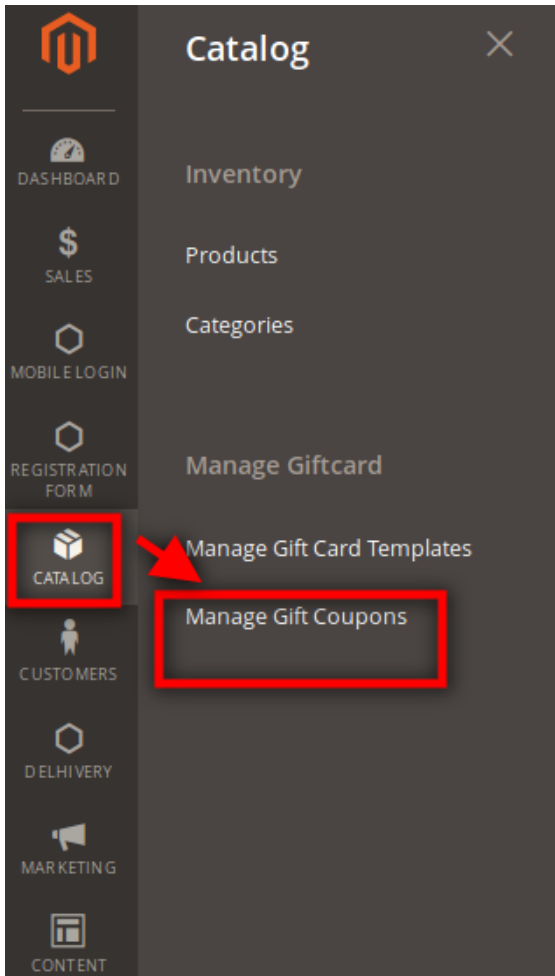 DASHBOARD
SALES
MOBILE LOGIN
REGISTRATION
FORM
CATALOG
CUSTOMERS
DELHIVERY
MARKETING
CONTENT
Catalog
Inventory
Products
Categories
Manage Giftcard
Manage Gift Card Templates
Manage Gift Coupons